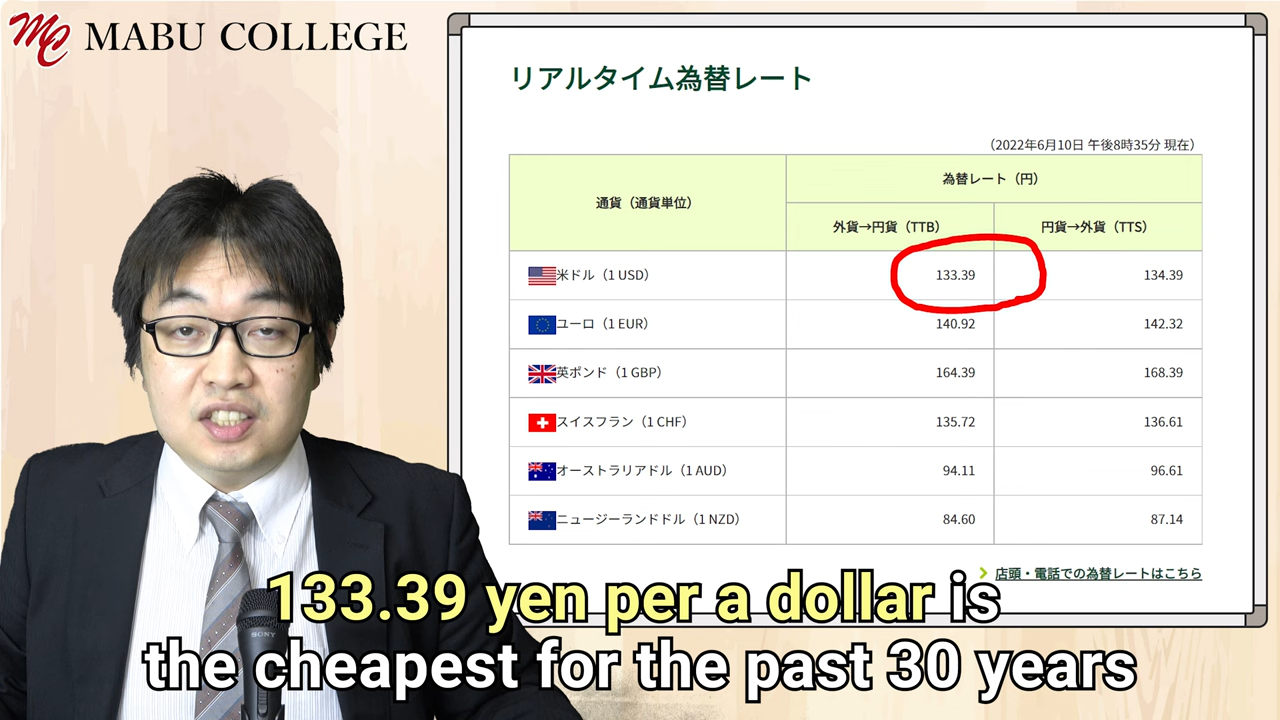 MC MABU COLLEGE
リアルタイム為替レート
（2022年6月10日 午後8時35分 現在）
通貨（通貨単位）
為替レート（円）
外貨→円貨（TTB） 円貨→外貨（TTS）
米ドル（1 USD） 133.39 134.39
ユーロ（1 EUR） 140.92 142.32
英ポンド（1 GBP） 164.39 168.39
スイスフラン（1 CHF） 135.72 136.61
オーストラリアドル（1 AUD） 94.11 96.61
ニュージーランドドル（1 NZD） 84.60 87.14
店頭・電話での為替レートはこちら
133.39 yen per a dollar is
the cheapest for the past 30 years
SONY